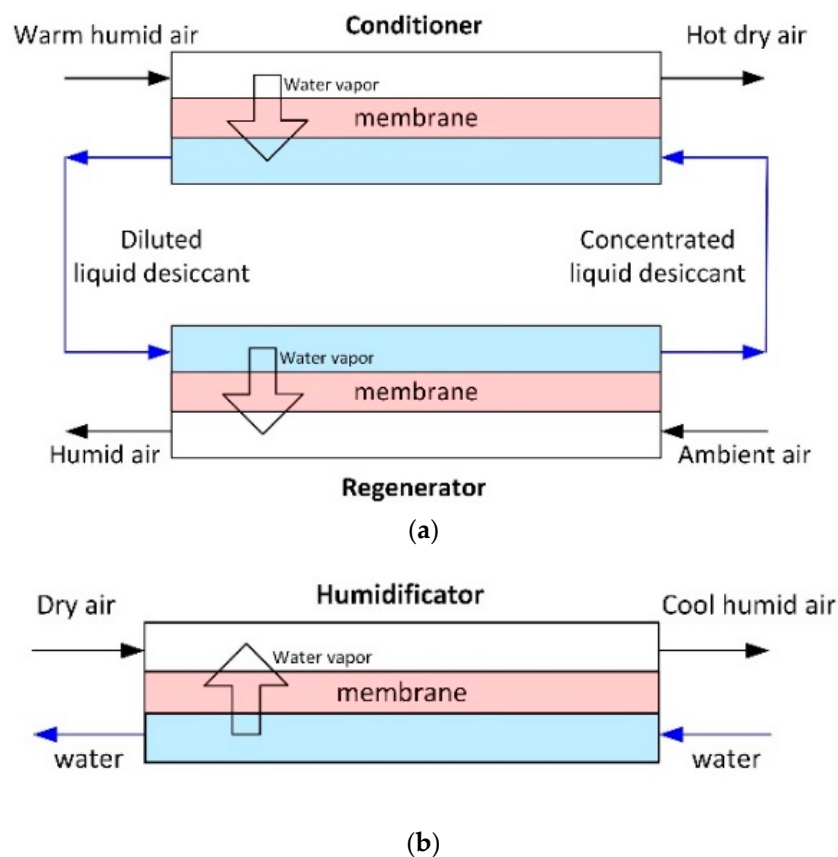 Conditioner
Warm humid air
Hot dry air
Water vapor
membrane
Diluted
liquid desiccant
Concentrated
liquid desiccant
Water vapor
membrane
Humid air
Ambient air
Regenerator
(a)
Humidificator
Dry air
Cool humid air
Water vapor
membrane
water
water
(b)